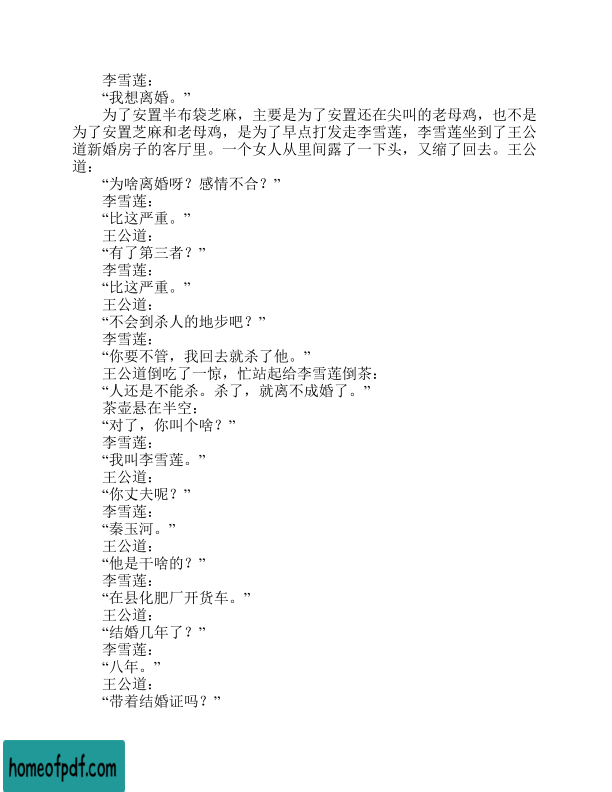 李雪莲：
“我想离婚。”
为了安置半布袋芝麻，主要是为了安置还在尖叫的老母鸡，也不是
为了安置芝麻和老母鸡，是为了早点打发走李雪莲，李雪莲坐到了王公
道新婚房子的客厅里。一个女人从里间露了一下头，又缩了回去。王公
道：
“为啥离婚呀？感情不合？”
李雪莲：
“比这严重。”
王公道：
“有了第三者？”
李雪莲：
“比这严重。”
王公道：
“不会到杀人的地步吧？”
李雪莲：
“你要不管，我回去就杀了他。”
王公道倒吃了一惊，忙站起给李雪莲倒茶：
“人还是不能杀。杀了，就离不成婚了。”
茶壶悬在半空：
“对了，你叫个啥？”
李雪莲：
“我叫李雪莲。”
王公道：
“你丈夫呢？”
李雪莲：
“秦玉河。”
王公道：
“他是干啥的？”
李雪莲：
“在县化肥厂开货车。”
王公道：
“结婚几年了？”
李雪莲：
“八年。”
王公道：
“带着结婚证吗？”
homeofpdf.com